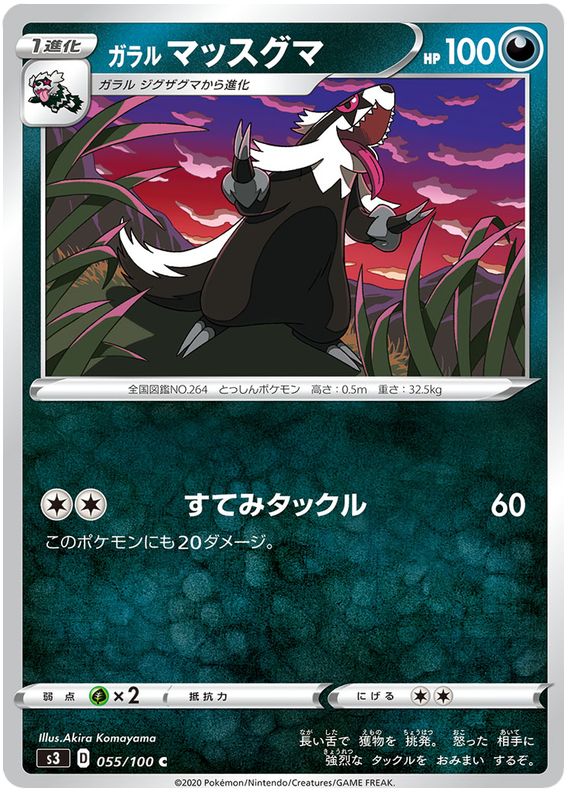 1進化
ガラル マッスグマ HP 100
ガラル ジグザグマから進化
全国図鑑NO.264 とっしんポケモン 高さ:0.5m 重さ:32.5kg
すてみタックル 60
このポケモンにも20ダメージ。
弱点 ×2 抵抗力 にげる
Illus.Akira Komayama
長い舌で 獲物を 挑発。怒った 相手に
強烈な タックルを おみまい するぞ。
s3 D 055/100 C
©2020 Pokémon/Nintendo/Creatures/GAME FREAK.